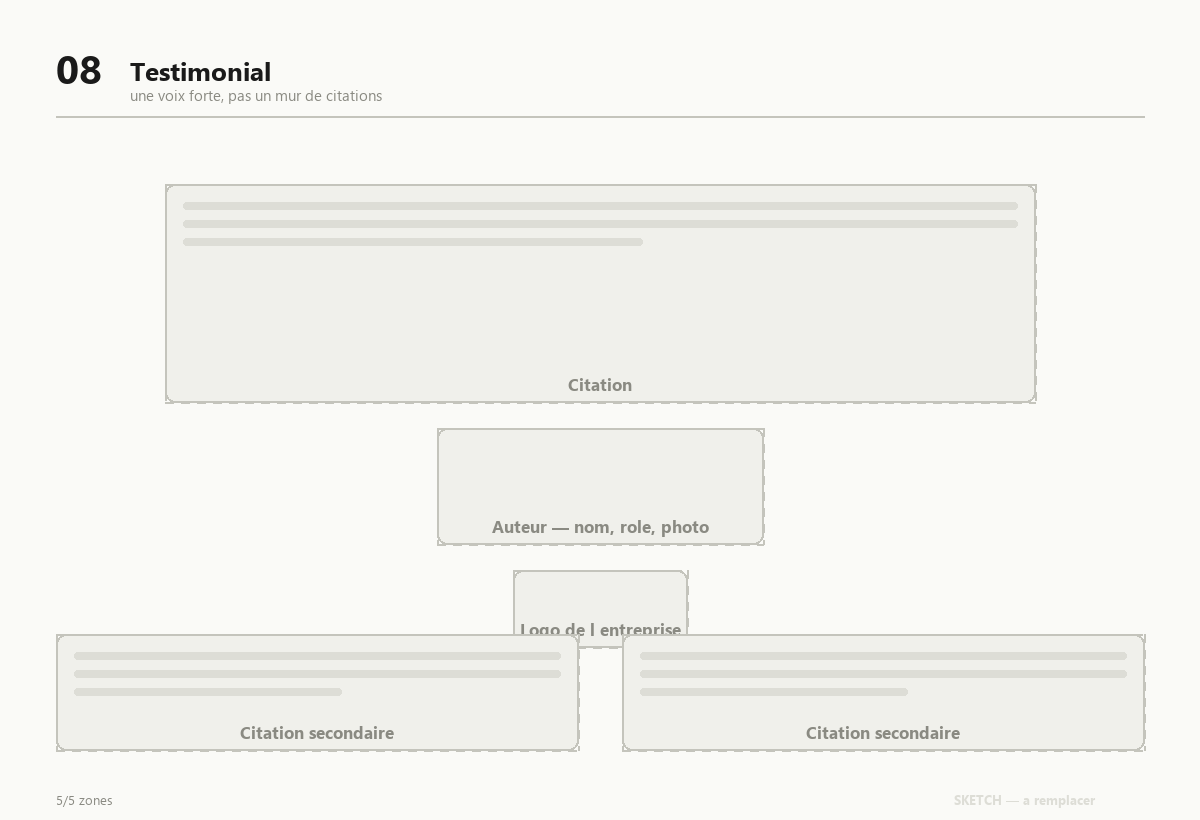 08
Testimonial
une voix forte, pas un mur de citations
Citation
Auteur — nom, role, photo
Logo de l entreprise
Citation secondaire
Citation secondaire
5/5 zones
SKETCH — a remplacer